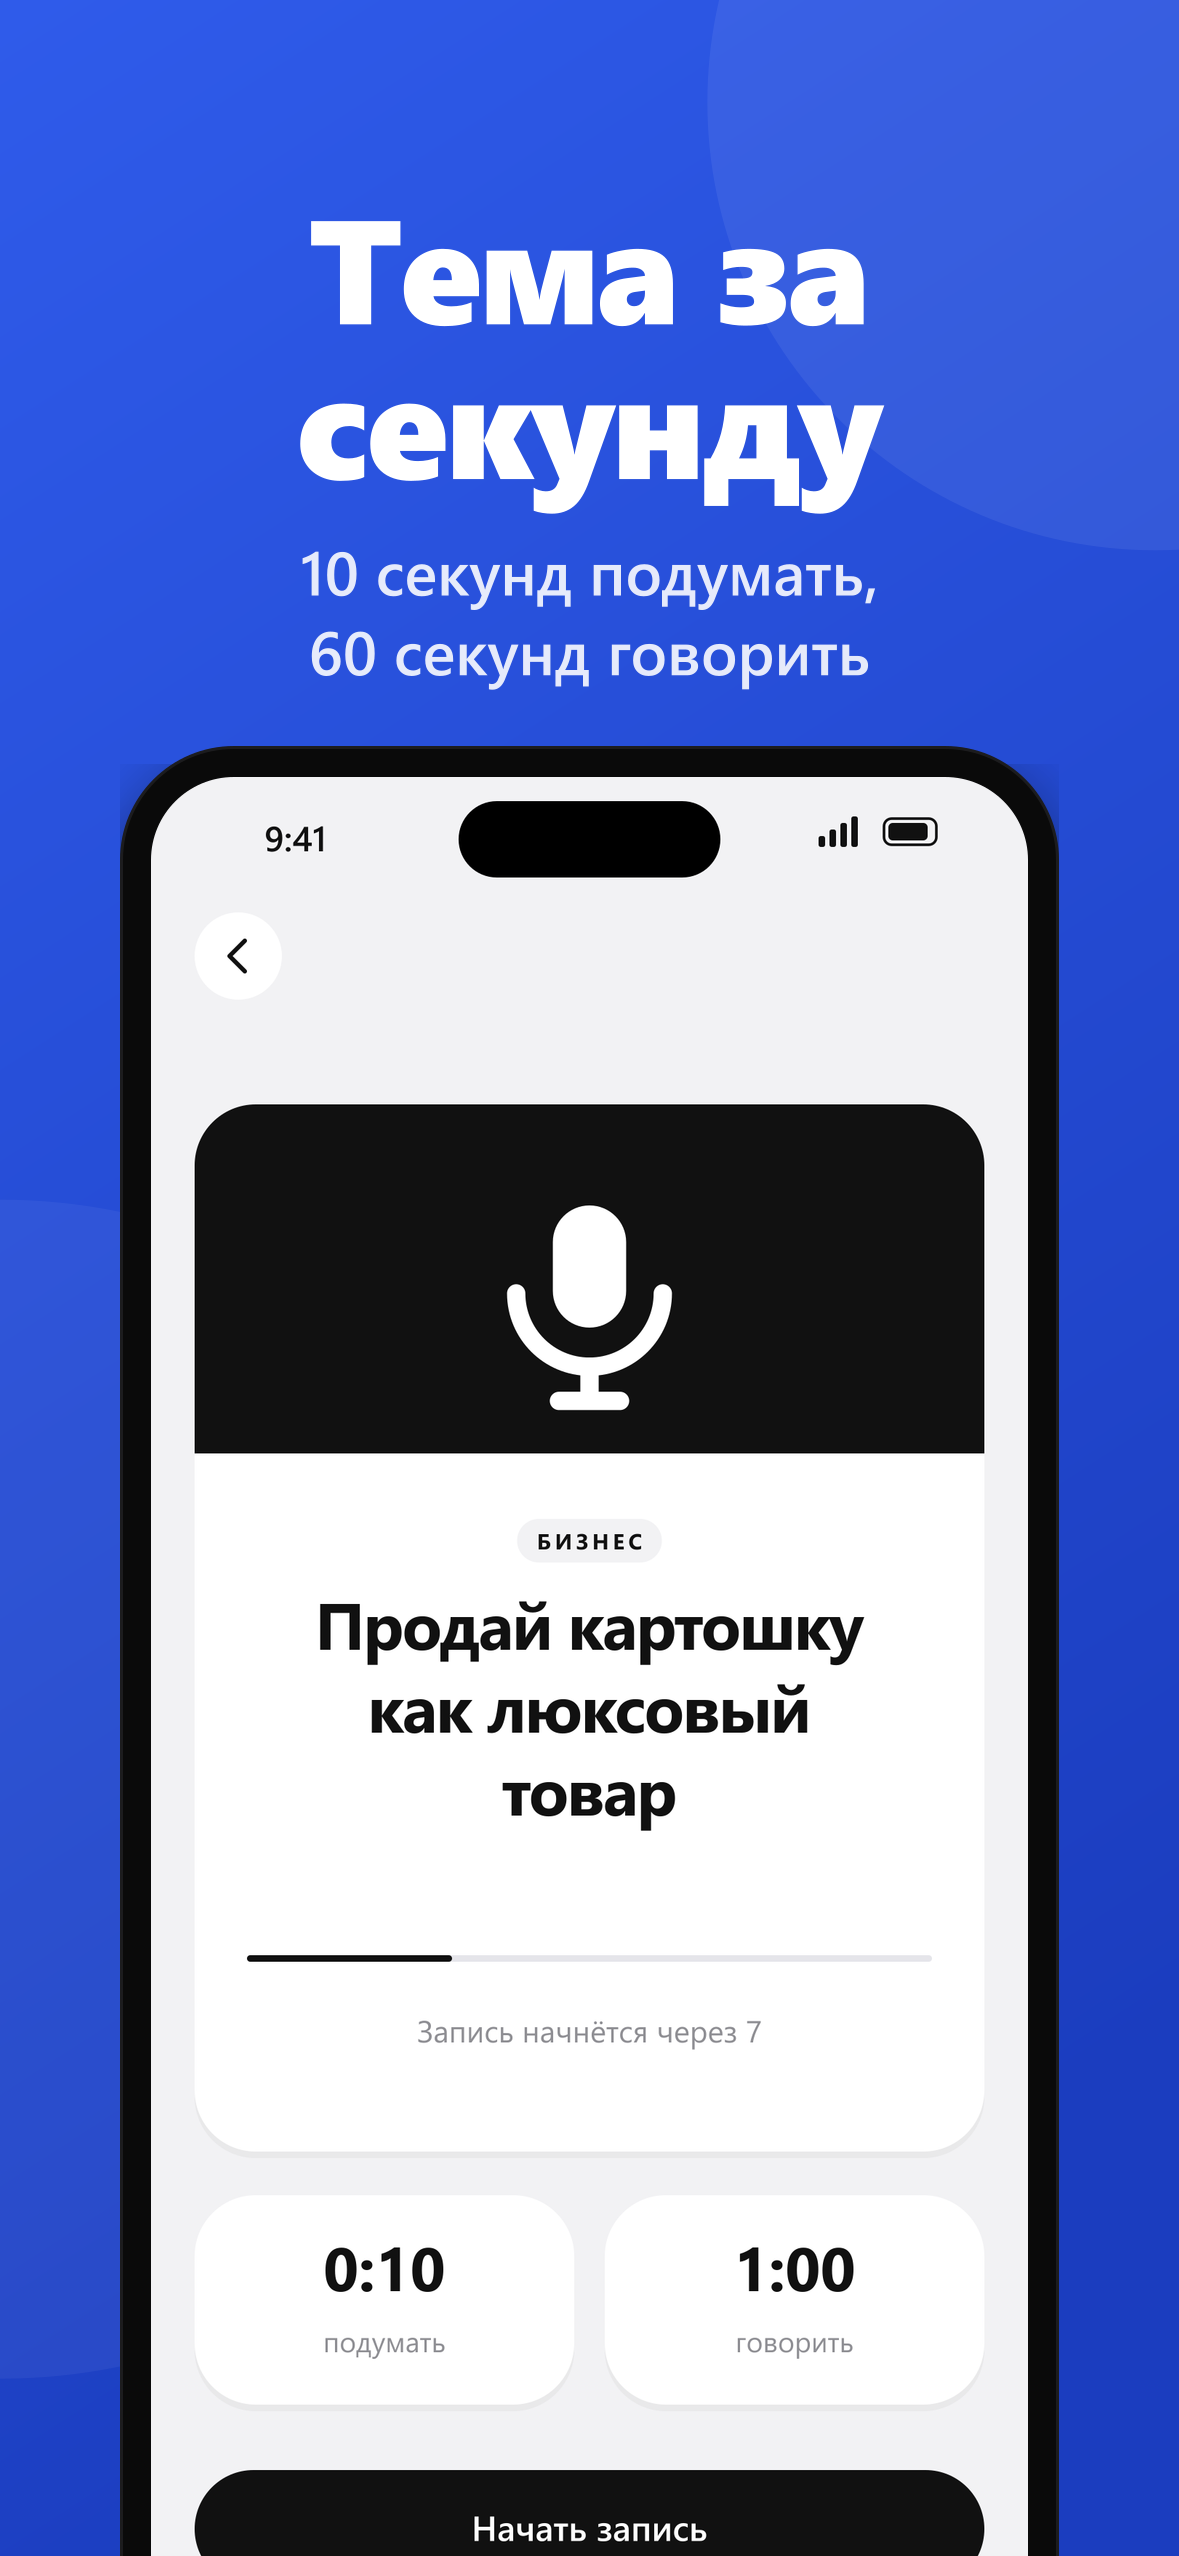 Тема за
секунду
10 секунд подумать,
60 секунд говорить
9:41
БИЗНЕС
Продай картошку
как люксовый
товар
Запись начнётся через 7
0:10
подумать
1:00
говорить
Начать запись